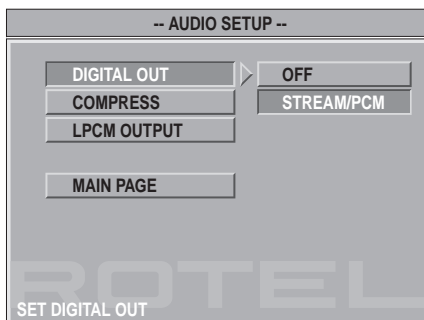 -- AUDIO SETUP --
DIGITAL OUT
OFF
COMPRESS
STREAM/PCM
LPCM OUTPUT
MAIN PAGE
ROTEL
SET DIGITAL OUT